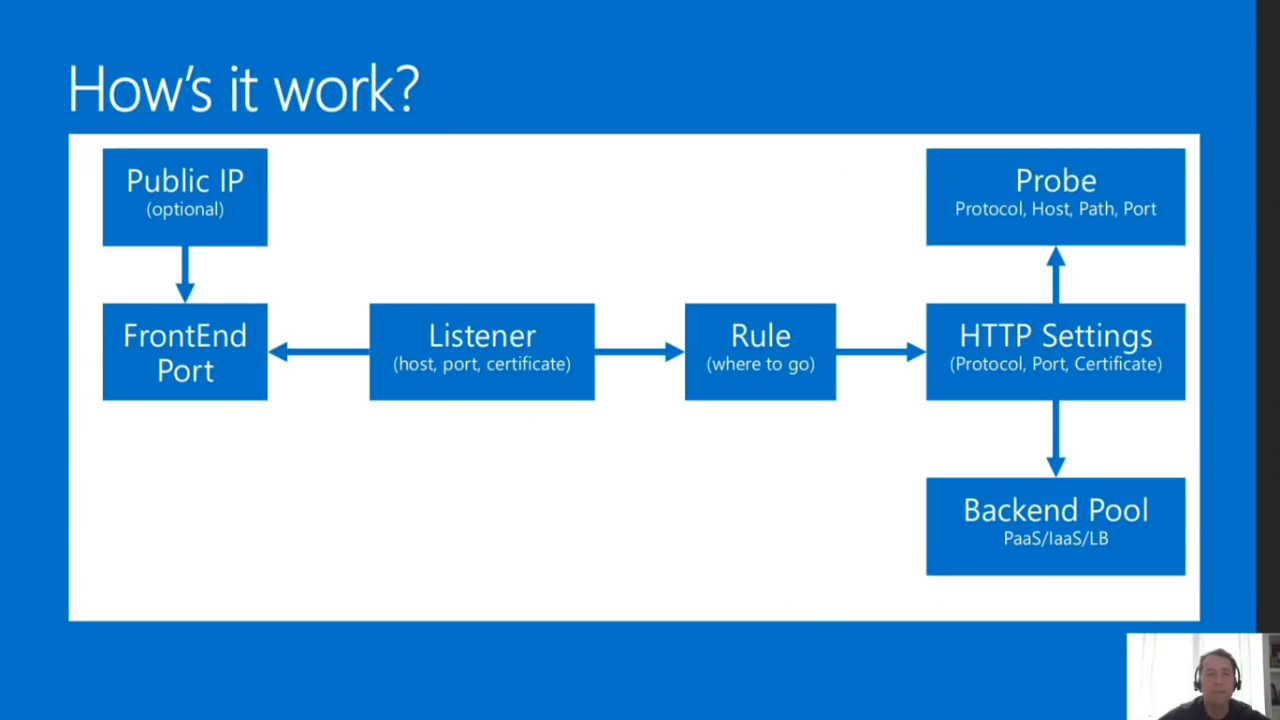 How's it work?
Public IP
(optional)
Probe
Protocol, Host, Path, Port
FrontEnd
Port
Listener
(host, port, certificate)
Rule
(where to go)
HTTP Settings
(Protocol, Port, Certificate)
Backend Pool
PaaS/IaaS/LB